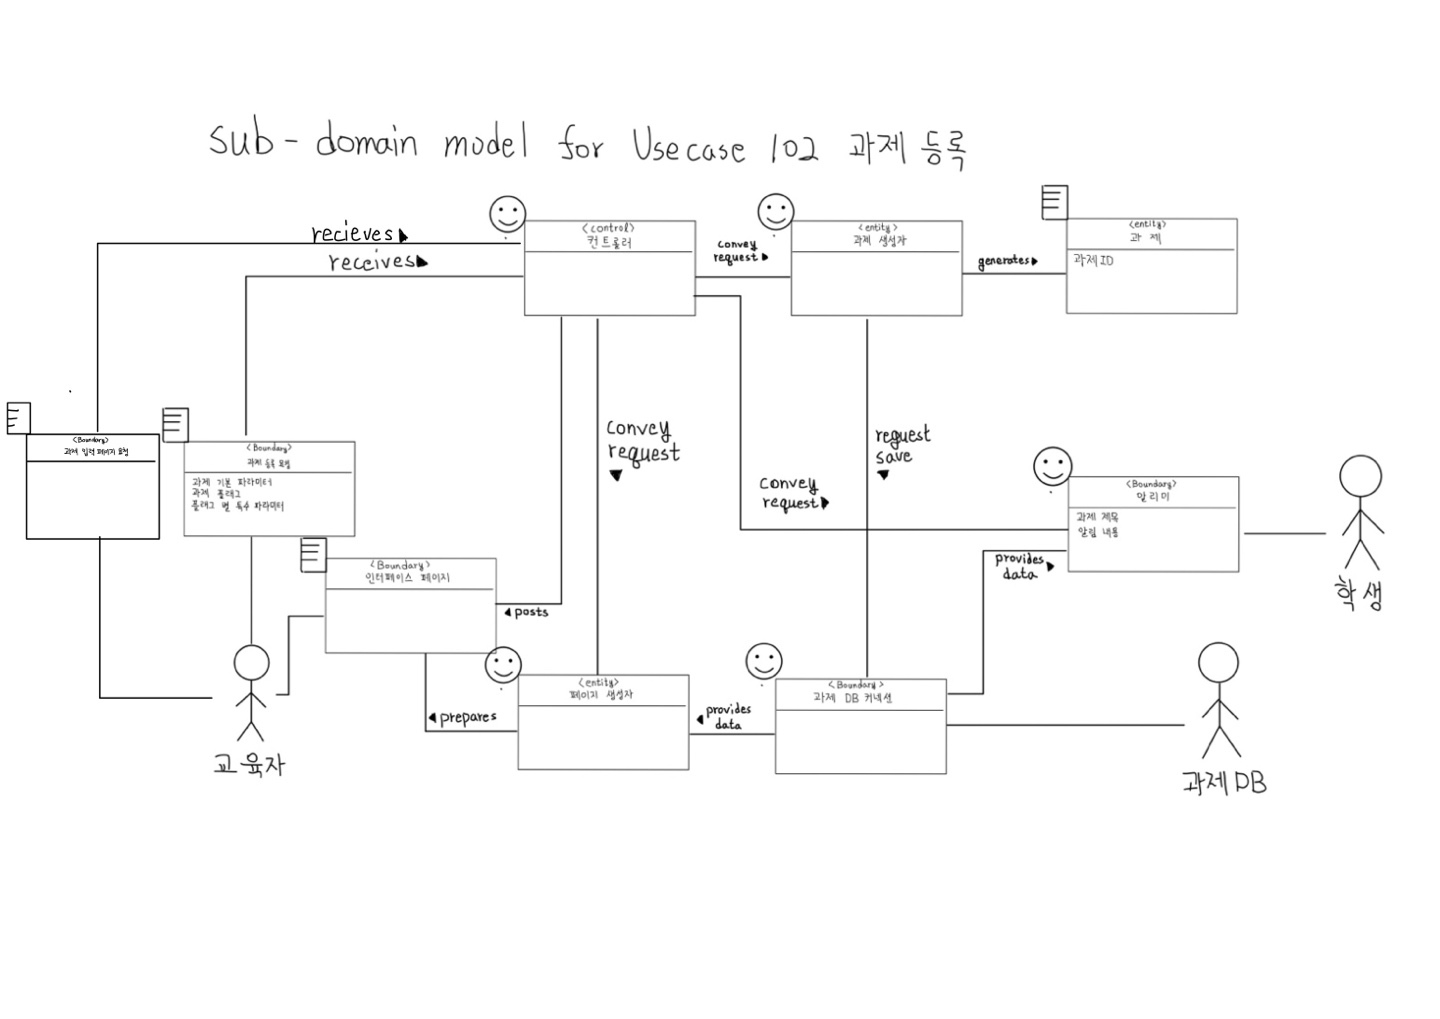 sub-domain model for Usecase 102 과제 등록
recieves
receives
<control>
컨트롤러
convey
request
<entity>
과제 생성자
generates
<entity>
과제
과제ID
<Boundary>
과제 입력 페이지 요청
<Boundary>
과제 등록 요청
과제 기본 파라미터
과제 플래그
플래그 별 특수 파라미터
<Boundary>
인터페이스 페이지
posts
convey
request
convey
request
request
save
<Boundary>
알리미
과제 제목
알림 내용
provides
data
학생
<entity>
페이지 생성자
prepares
provides
data
<Boundary>
과제 DB 커넥션
교육자
과제DB